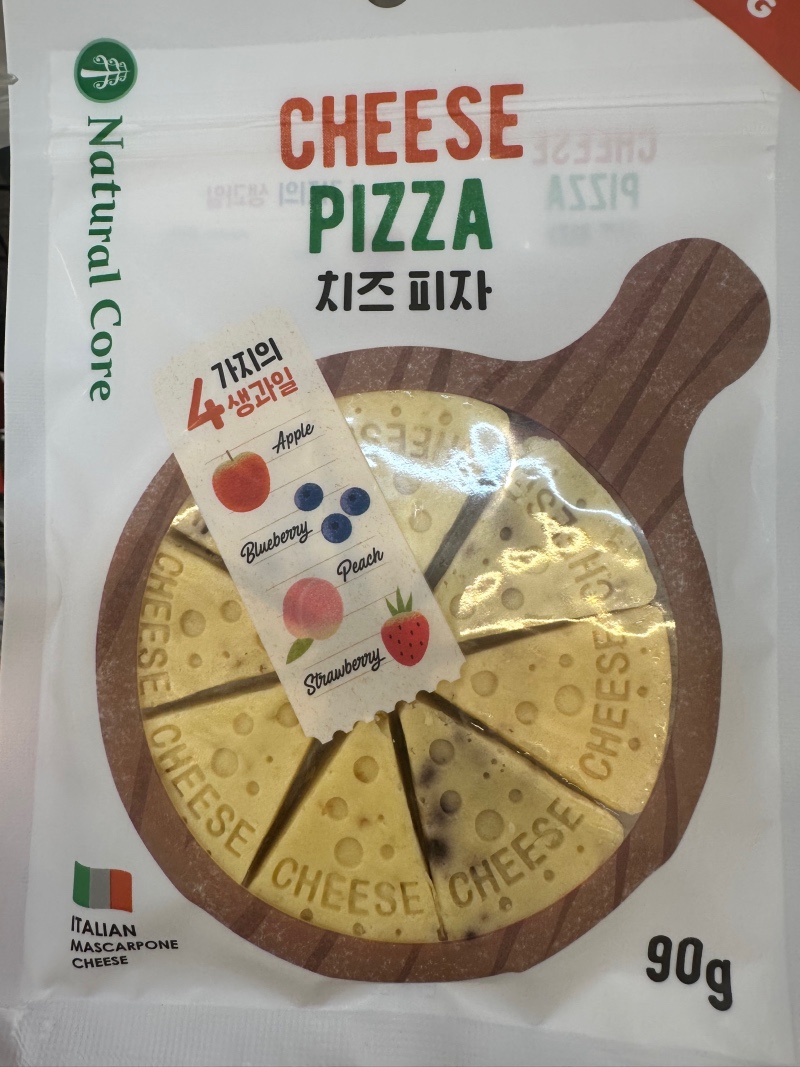 G
Natural Core
CHEESE
PIZZA
치즈 피자
4가지의
생과일
Apple
Blueberry
Peach
Strawberry
CHEESE
CHEESE
CHEESE
CHEESE
CHEESE
CHEESE
CHEESE
ITALIAN
MASCARPONE
CHEESE
90g